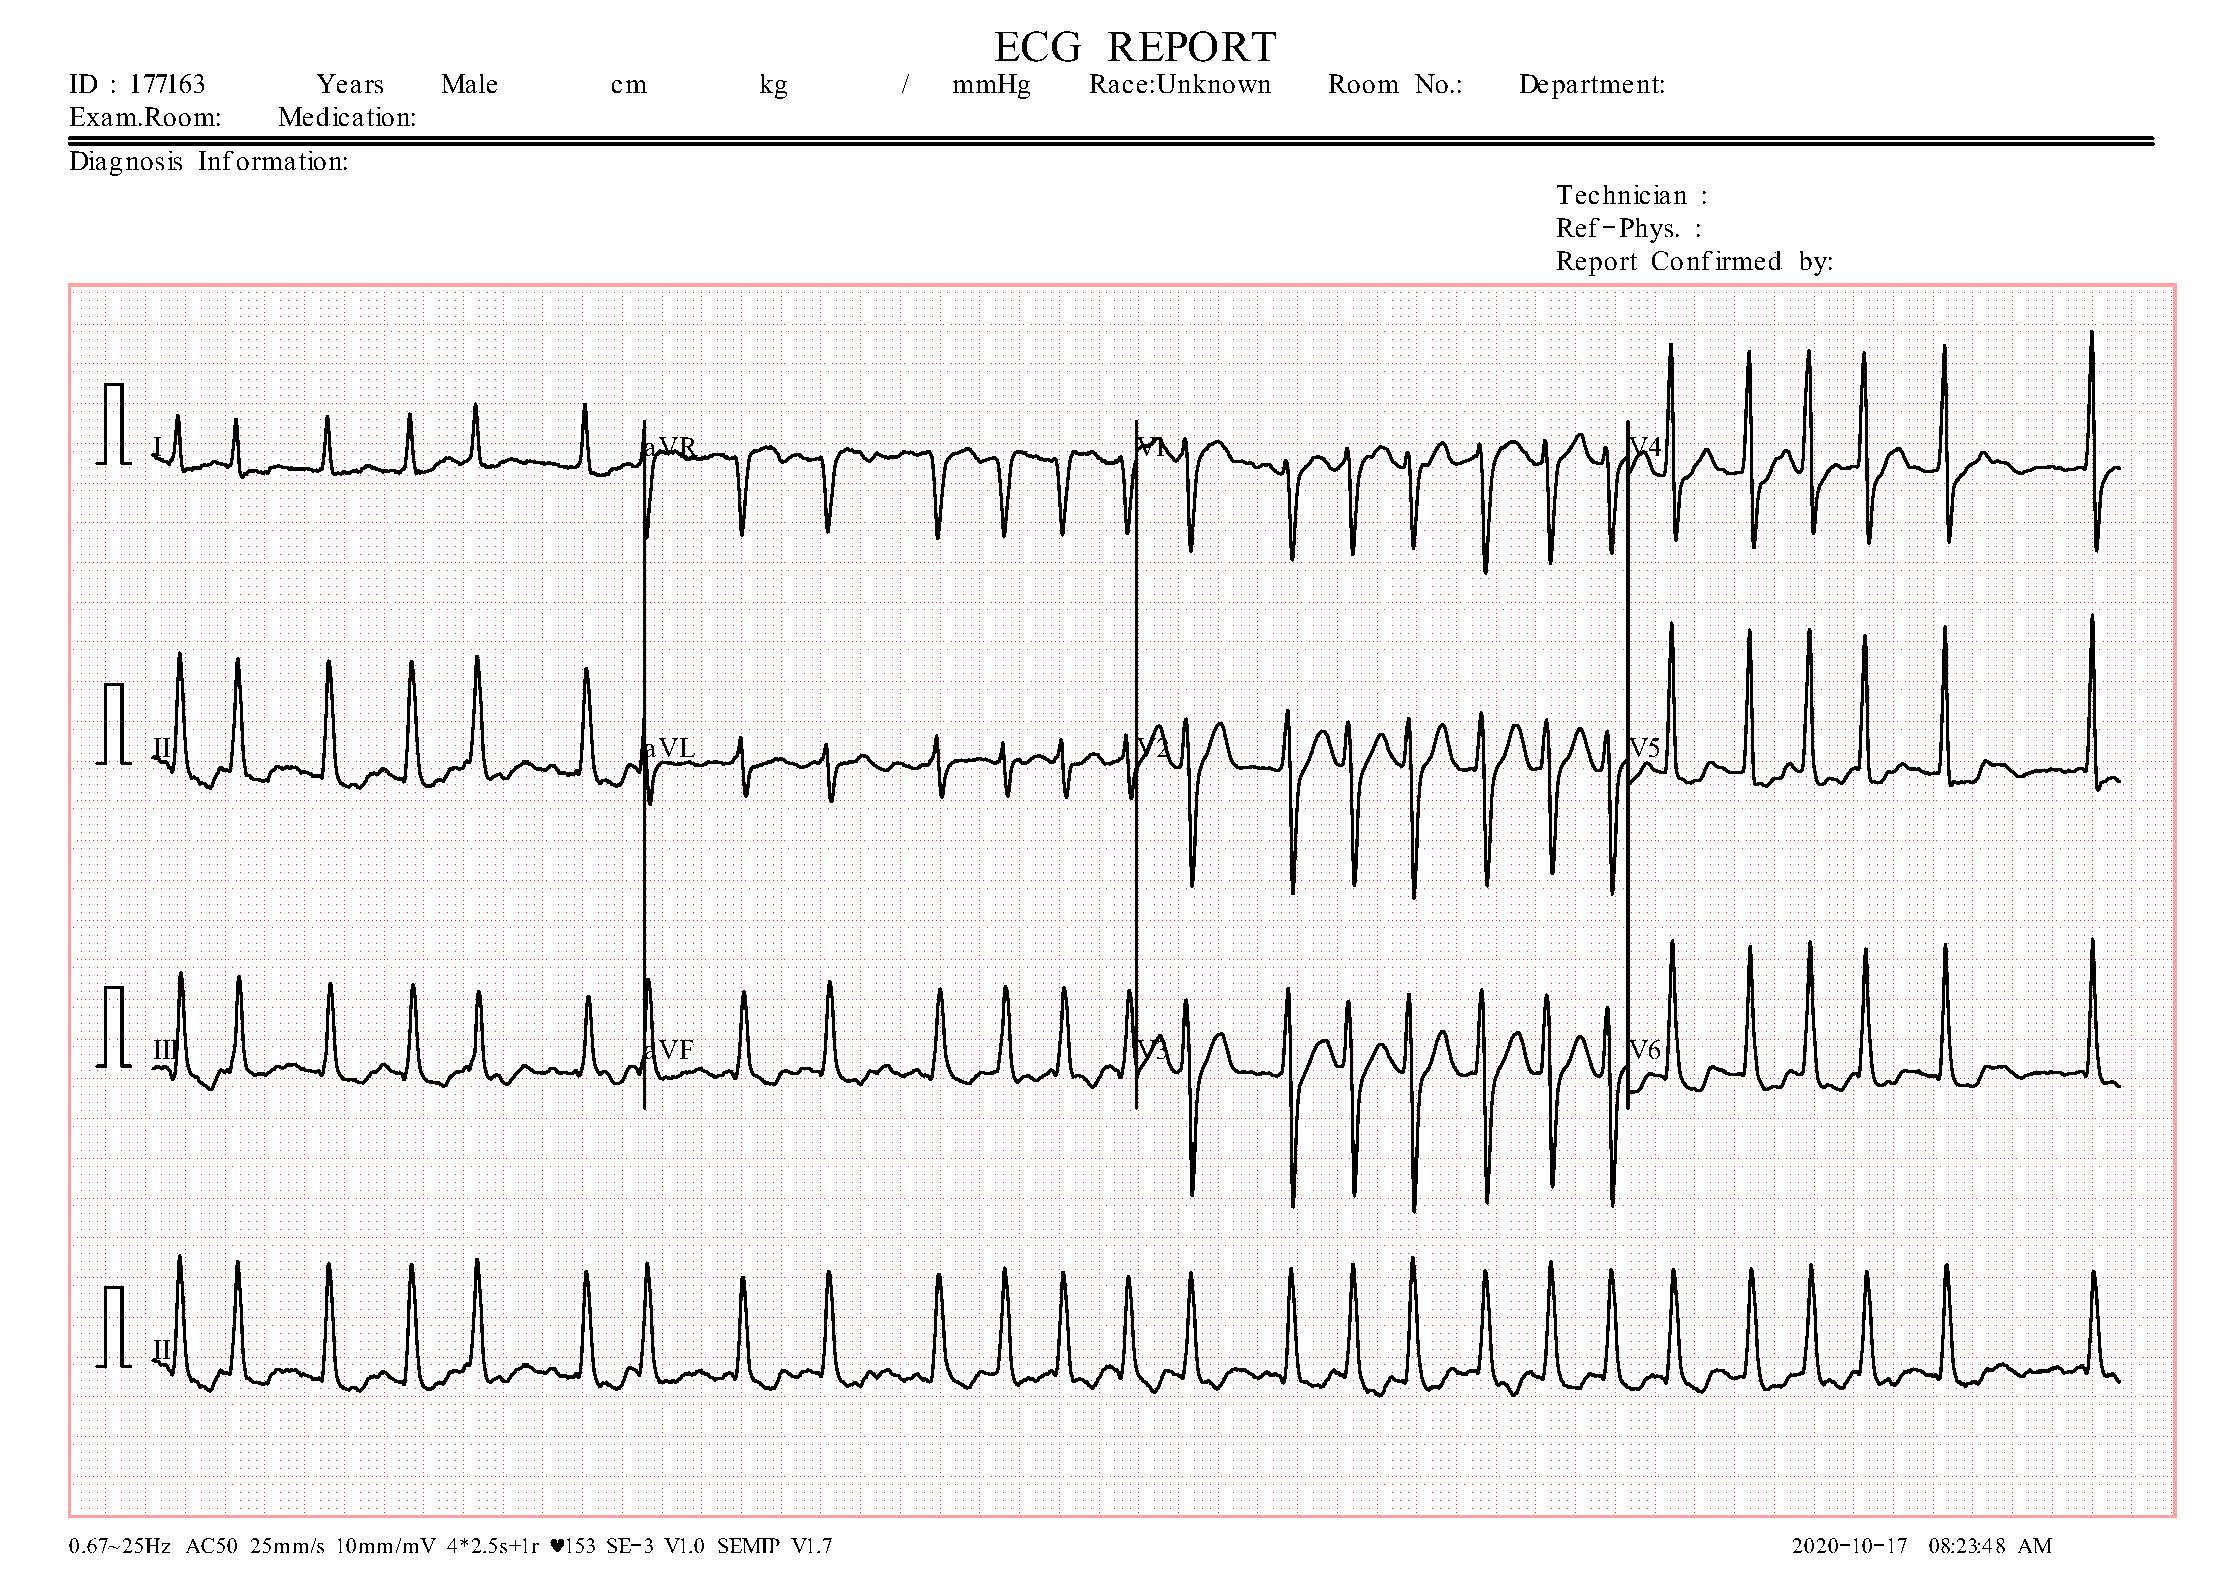 ECG REPORT
ID : 177163 Years Male cm kg / mmHg Race:Unknown Room No.: Department:
Exam.Room: Medication:
Diagnosis Information:
Technician :
Ref-Phys. :
Report Confirmed by:
I aVR V1 V4
II aVL V2 V5
III aVF V3 V6
II
0.67~25Hz AC50 25mm/s 10mm/mV 4*2.5s+1r ♥153 SE-3 V1.0 SEMIP V1.7 2020-10-17 08:23:48 AM